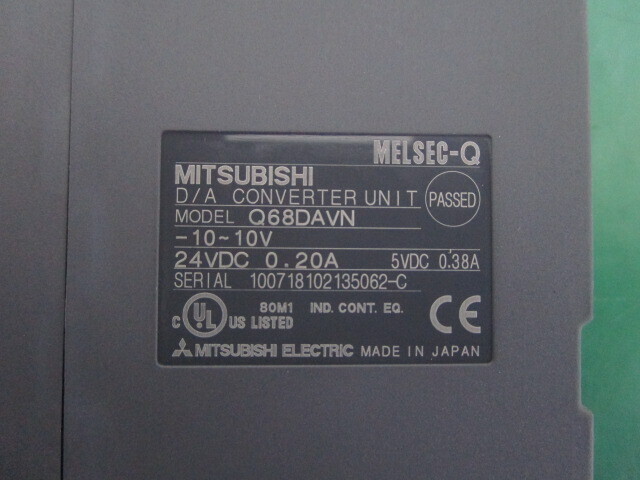 MELSEC-Q
MITSUBISHI
D/A CONVERTER UNIT PASSED
MODEL Q68DAVN
-10~10V
24VDC 0.20A 5VDC 0.38A
SERIAL 100718102135062-C
C UL US LISTED 80M1 IND. CONT. EQ. CE
MITSUBISHI ELECTRIC MADE IN JAPAN